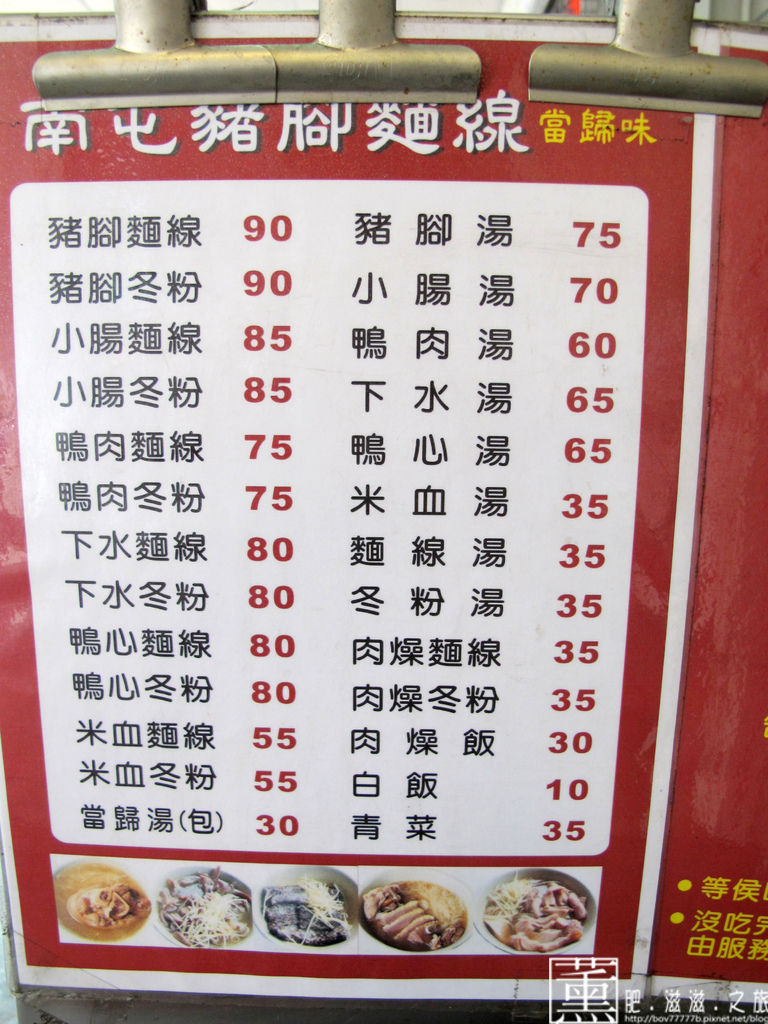 南屯豬腳麵線 當歸味
豬腳麵線 90
豬腳冬粉 90
小腸麵線 85
小腸冬粉 85
鴨肉麵線 75
鴨肉冬粉 75
下水麵線 80
下水冬粉 80
鴨心麵線 80
鴨心冬粉 80
米血麵線 55
米血冬粉 55
當歸湯(包) 30
豬腳湯 75
小腸湯 70
鴨肉湯 60
下水湯 65
鴨心湯 65
米血湯 35
麵線湯 35
冬粉湯 35
肉燥麵線 35
肉燥冬粉 35
肉燥飯 30
白飯 10
青菜 35
•等侯
•沒吃完
由服務
薰 肥.滋滋.之旅
http://bov77777b.pixnet.net/blog